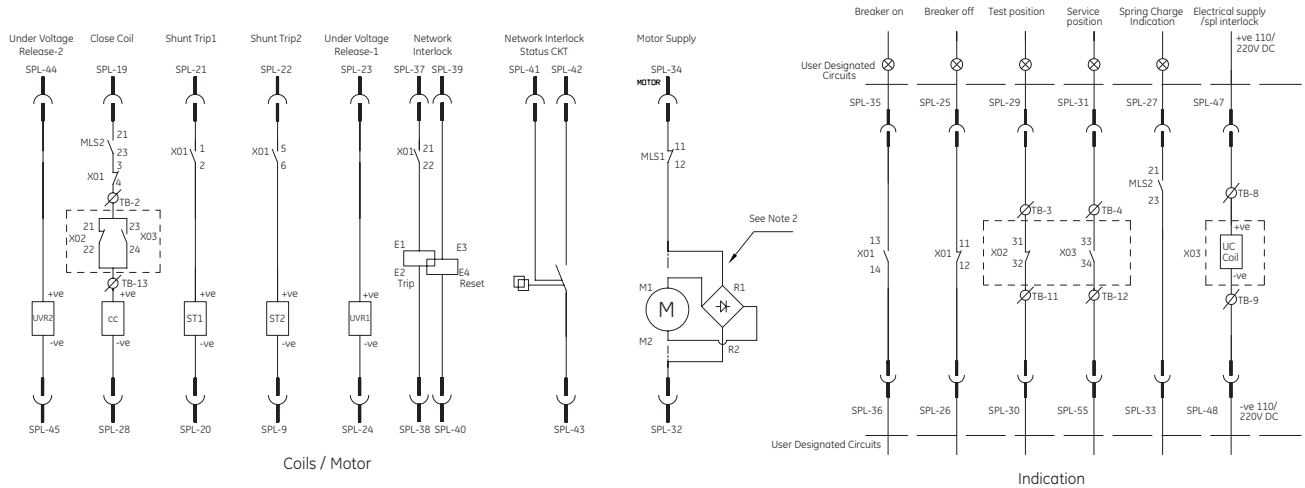 Under Voltage
Release-2
Close Coil
Shunt Trip1
Shunt Trip2
Under Voltage
Release-1
Network
Interlock
Network Interlock
Status CKT
Motor Supply
SPL-44
SPL-19
SPL-21
SPL-22
SPL-23
SPL-37
SPL-39
SPL-41
SPL-42
SPL-34
MOTOR
MLS2
21
23
X01
3
4
TB-2
X02
21
22
23
24
X03
TB-13
X01
1
2
X01
5
6
X01
21
22
MLS1
11
12
See Note 2
E1
E2
Trip
E3
E4
Reset
M1
M
M2
R1
R2
+ve
UVR2
-ve
+ve
CC
-ve
+ve
ST1
-ve
+ve
ST2
-ve
+ve
UVR1
-ve
SPL-45
SPL-28
SPL-20
SPL-9
SPL-24
SPL-38
SPL-40
SPL-43
SPL-32
Coils / Motor
Breaker on
Breaker off
Test position
Service
position
Spring Charge
Indication
Electrical supply
/spl interlock
+ve 110/
220V DC
User Designated
Circuits
SPL-35
SPL-25
SPL-29
SPL-31
SPL-27
SPL-47
21
MLS2
23
TB-3
TB-4
TB-8
13
X01
14
11
X01
12
31
X02
32
33
X03
34
+ve
X03
UC
Coil
-ve
TB-11
TB-12
TB-9
SPL-36
SPL-26
SPL-30
SPL-55
SPL-33
SPL-48
-ve 110/
220V DC
User Designated Circuits
Indication